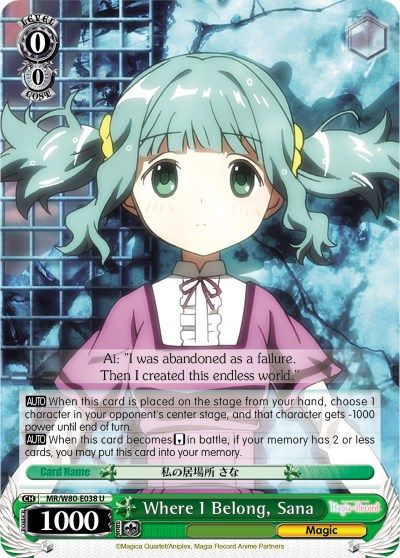 LEVEL
0
0
COST
Ai: "I was abandoned as a failure.
Then I created this endless world."
AUTO When this card is placed on the stage from your hand, choose 1
character in your opponent's center stage, and that character gets -1000
power until end of turn.
AUTO When this card becomes in battle, if your memory has 2 or less
cards, you may put this card into your memory.
Card Name
私の居場所 さな
CH MR/W80-E038 U
POWER
1000
Where I Belong, Sana
Magia Record
Magic
©Magica Quartet/Aniplex, Magia Record Anime Partners